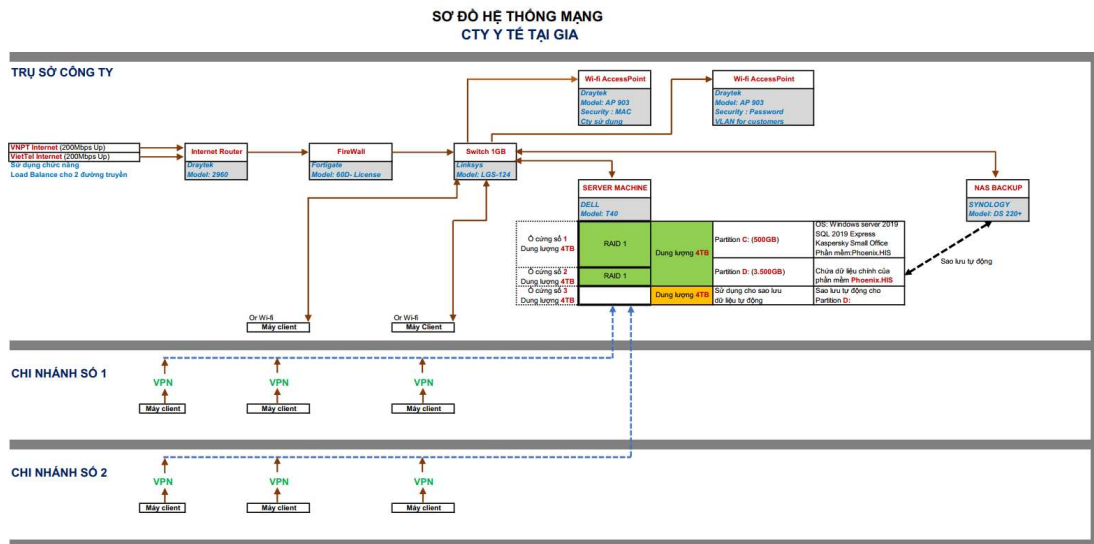 SƠ ĐỒ HỆ THỐNG MẠNG
CTY Y TẾ TẠI GIA
TRỤ SỞ CÔNG TY
Wi-fi AccessPoint
Draytek
Model: AP 903
Security : MAC
Cty sử dụng
Wi-fi AccessPoint
Draytek
Model: AP 903
Security : Password
VLAN for customers
VNPT Internet (200Mbps Up)
VietTel Internet (200Mbps Up)
Sử dụng chức năng
Load Balance cho 2 đường truyền
Internet Router
Draytek
Model: 2960
FireWall
Fortigate
Model: 60D- License
Switch 1GB
Linksys
Model: LGS-124
SERVER MACHINE
DELL
Model: T40
NAS BACKUP
SYNOLOGY
Model: DS 220+
Ổ cứng số 1
Dung lượng 4TB
RAID 1
Dung lượng 4TB
Partition C: (500GB)
OS: Windows server 2019
SQL 2019 Express
Kaspersky Small Office
Phần mềm:Phoenix.HIS
Ổ cứng số 2
Dung lượng 4TB
RAID 1
Partition D: (3.500GB)
Chứa dữ liệu chính của
phần mềm Phoenix.HIS
Ổ cứng số 3
Dung lượng 4TB
Dung lượng 4TB
Sử dụng cho sao lưu
dữ liệu tự động
Sao lưu tự động cho
Partition D:
Sao lưu tự động
Or Wi-fi
Máy client
Or Wi-fi
Máy Client
CHI NHÁNH SỐ 1
VPN
VPN
VPN
Máy client
Máy client
Máy client
CHI NHÁNH SỐ 2
VPN
VPN
VPN
Máy client
Máy client
Máy client